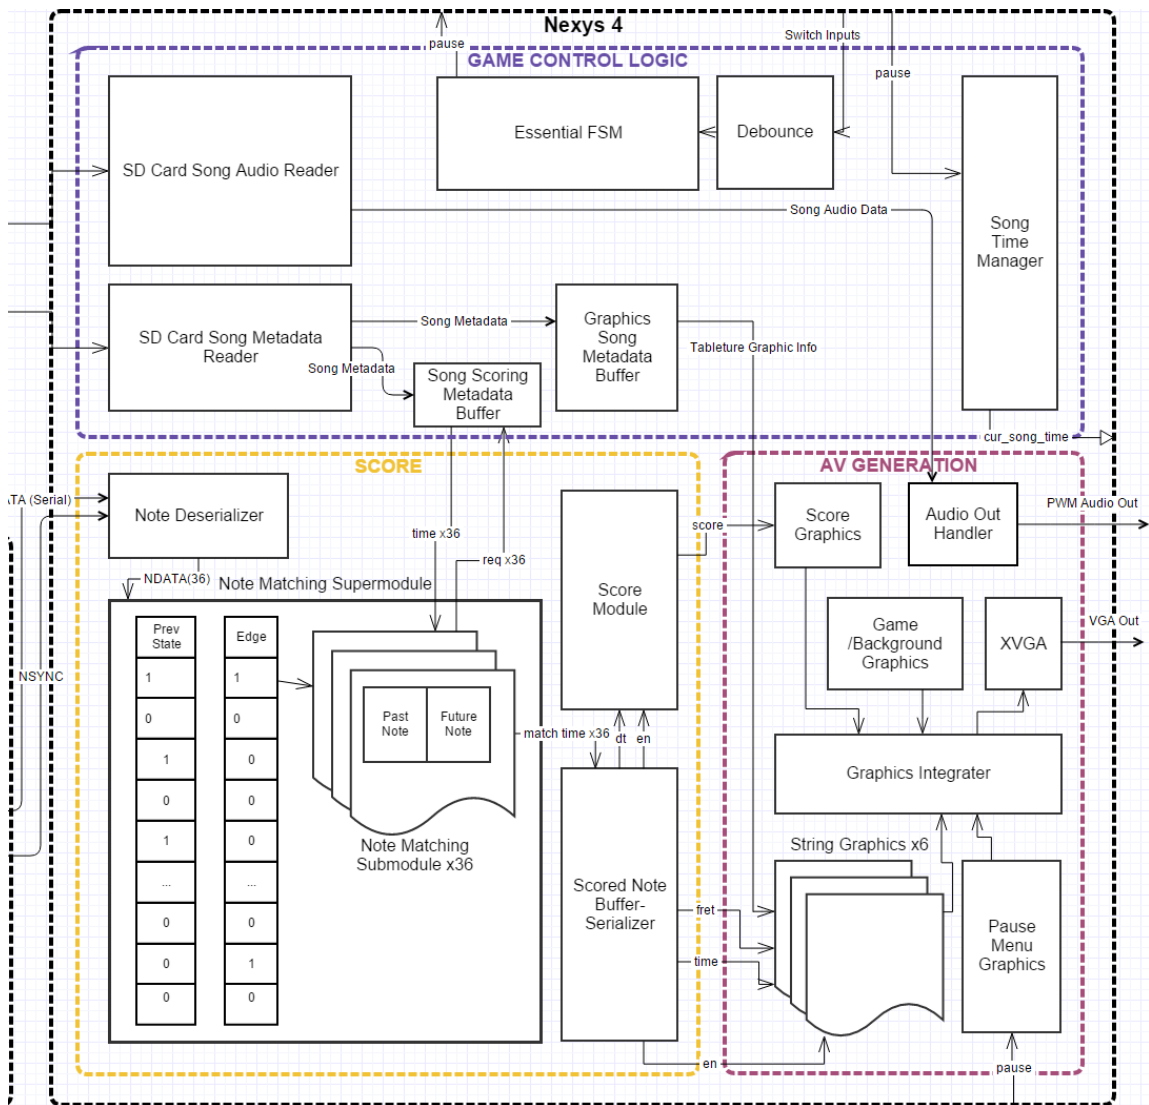 Nexys 4
pause
Switch Inputs
GAME CONTROL LOGIC
pause
Essential FSM
Debounce
SD Card Song Audio Reader
Song Audio Data
Song
Time
Manager
SD Card Song Metadata
Reader
Song Metadata
Graphics
Song
Metadata
Buffer
Tableture Graphic Info
Song Metadata
Song Scoring
Metadata
Buffer
cur_song_time
SCORE
AV GENERATION
ATA (Serial)
Note Deserializer
time x36
req x36
score
Score
Graphics
Audio Out
Handler
PWM Audio Out
NDATA(36)
Note Matching Supermodule
Score
Module
Prev
State
Edge
1
0
1
0
1
...
0
0
0
1
0
0
0
0
...
0
1
0
NSYNC
Past
Note
Future
Note
match time x36
dt
en
Note Matching
Submodule x36
Game
/Background
Graphics
XVGA
VGA Out
Graphics Integrater
String Graphics x6
Scored Note
Buffer-
Serializer
fret
time
en
Pause
Menu
Graphics
pause